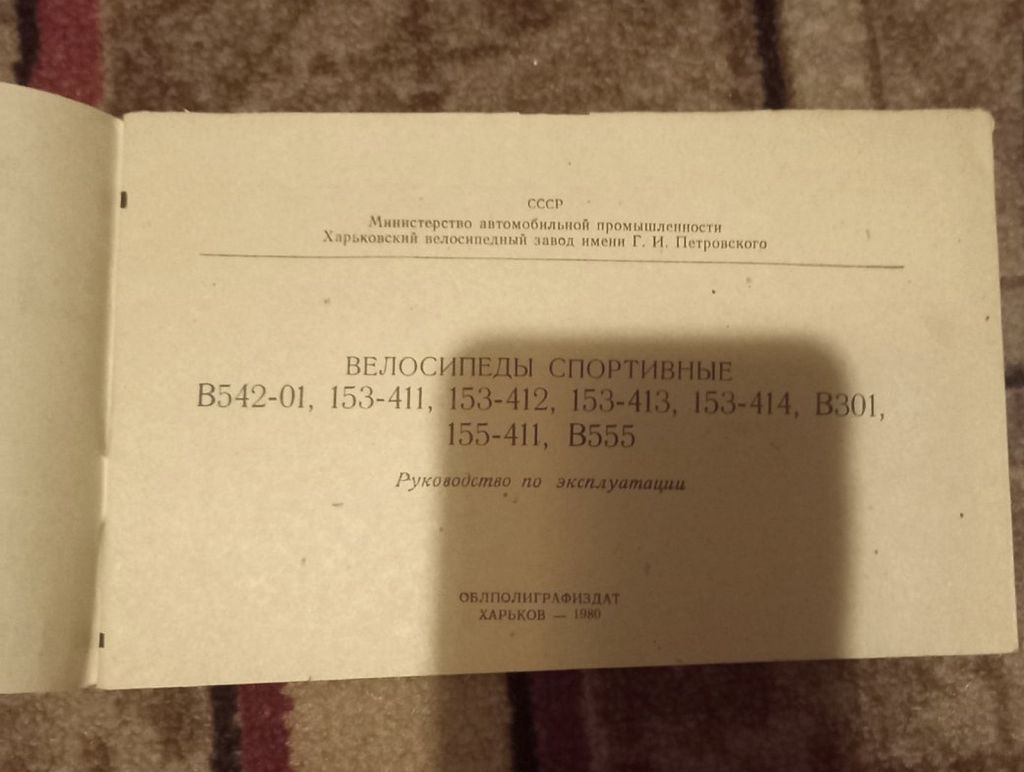 СССР
Министерство автомобильной промышленности
Харьковский велосипедный завод имени Г. И. Петровского
ВЕЛОСИПЕДЫ СПОРТИВНЫЕ
В542-01, 153-411, 153-412, 153-413, 153-414, В301,
155-411, В555
Руководство по эксплуатации
ОБЛПОЛИГРАФИЗДАТ
ХАРЬКОВ — 1980